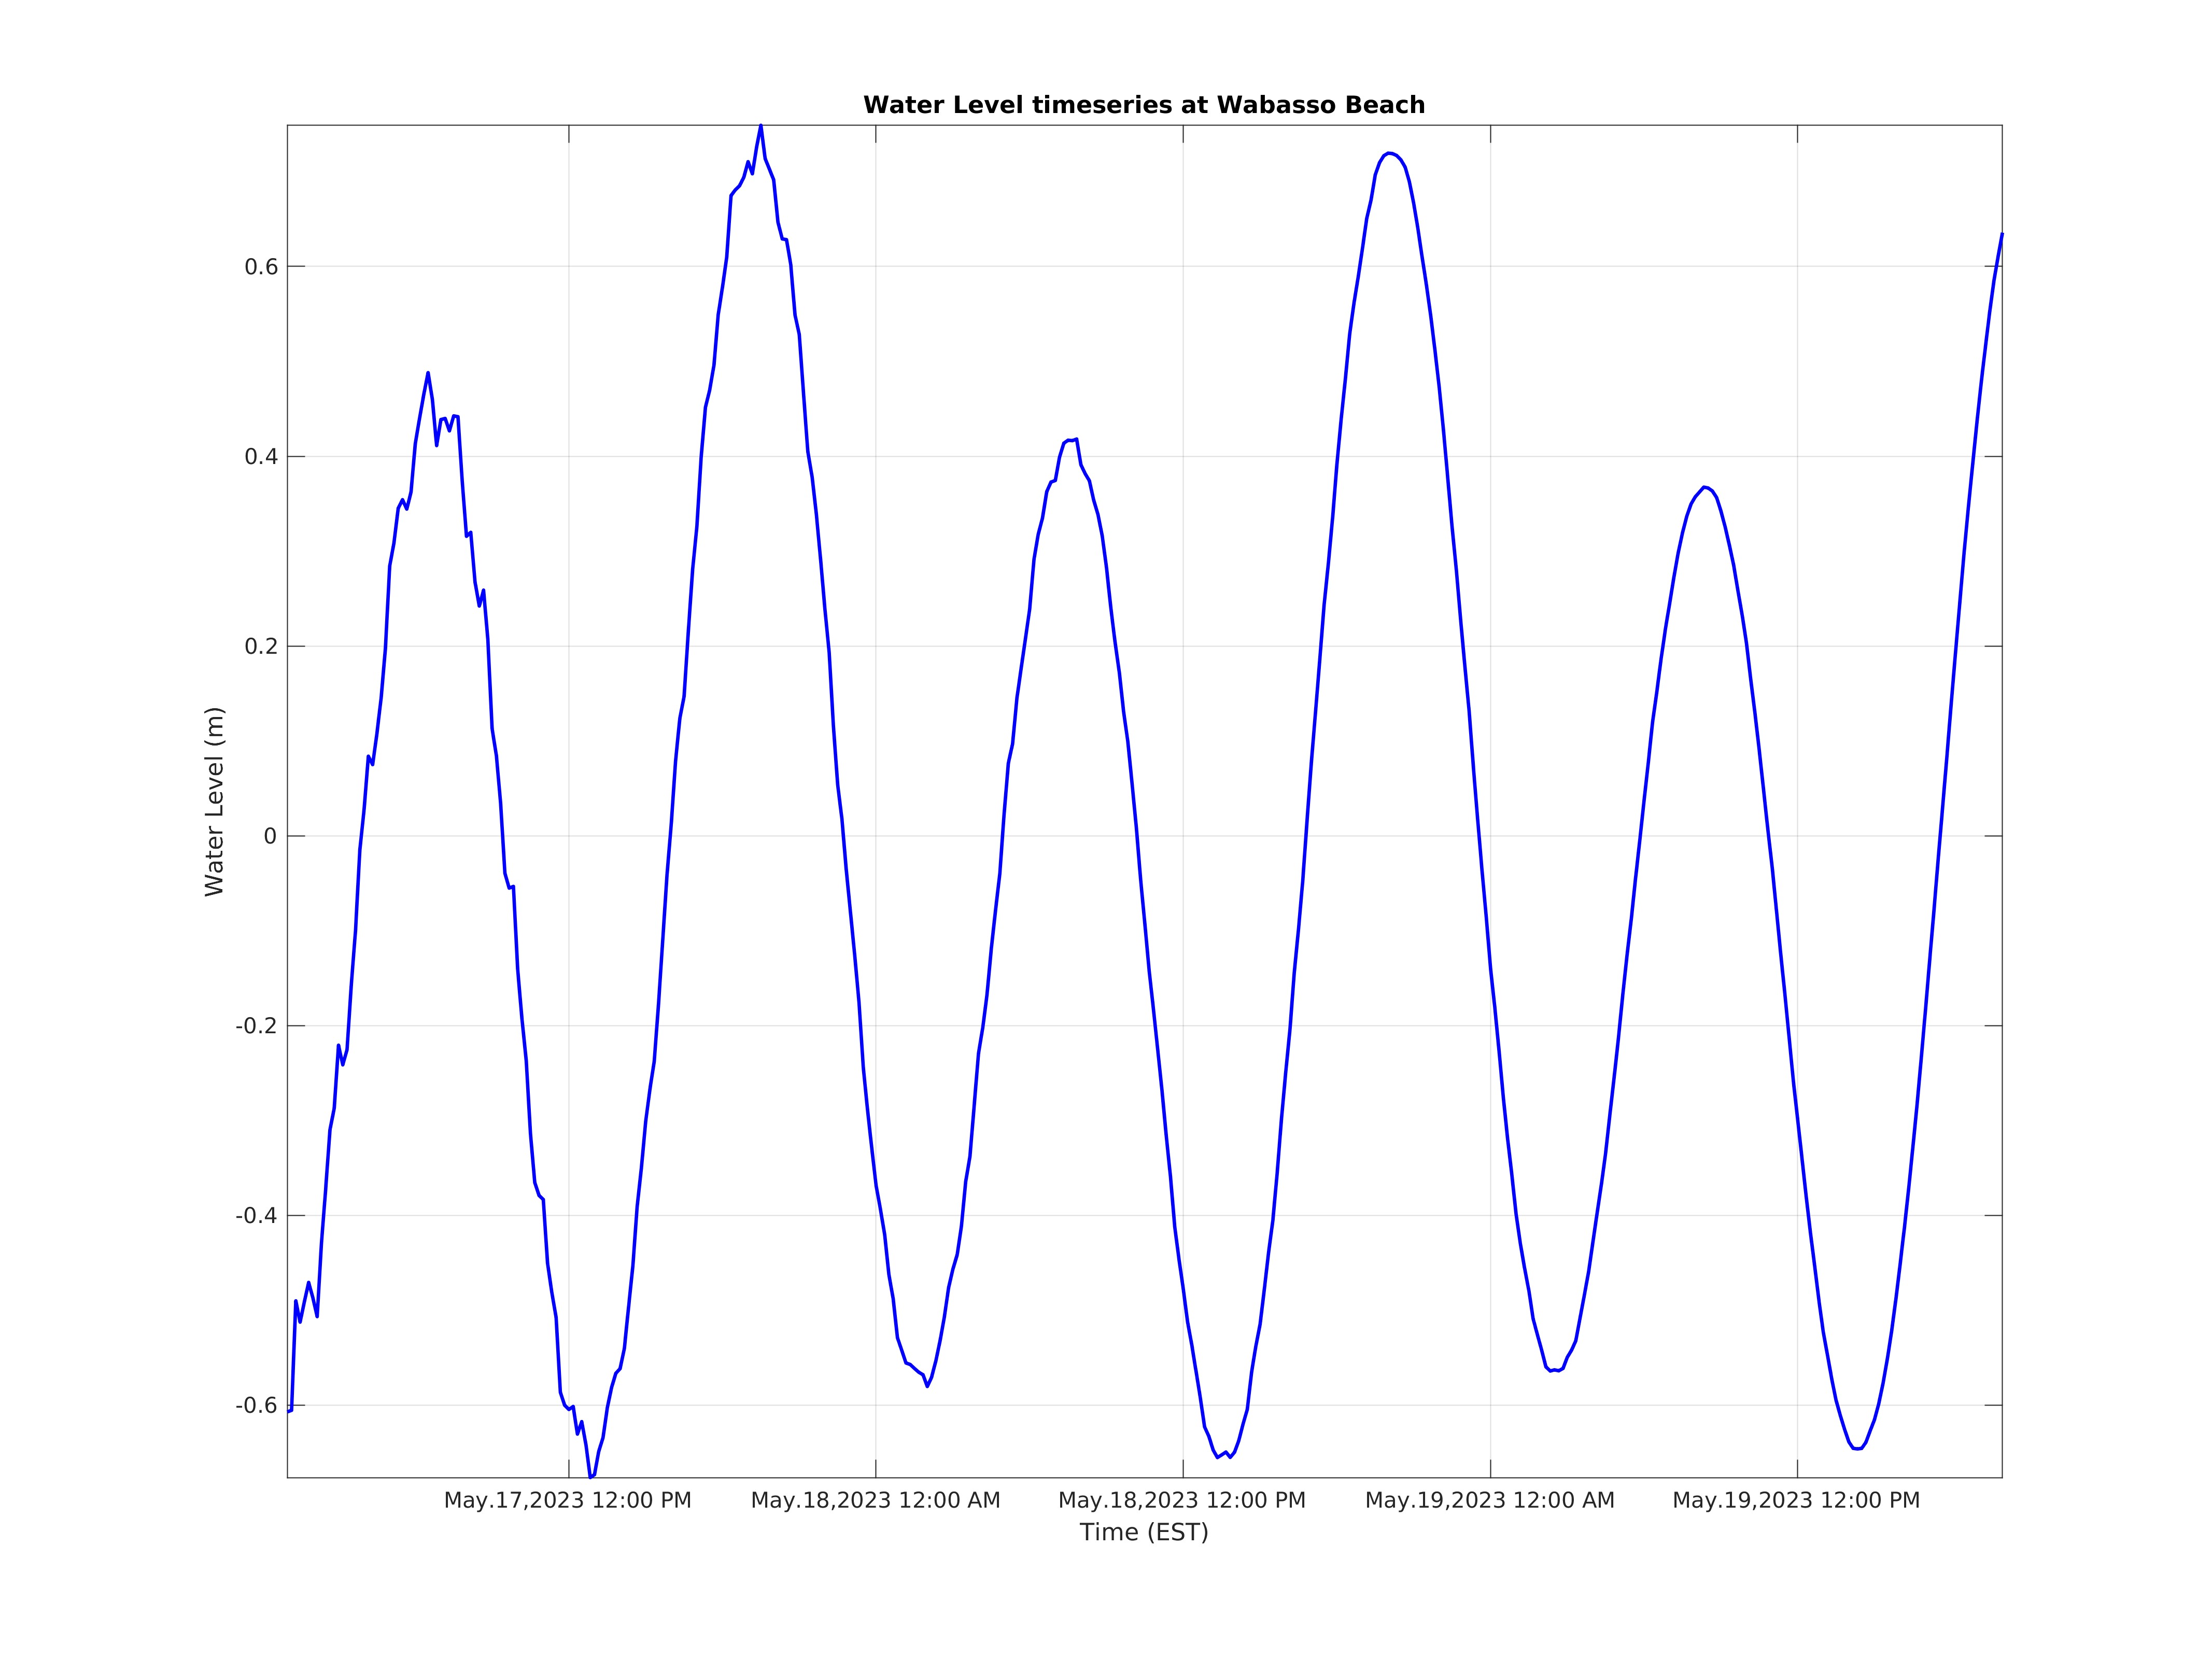 Water Level timeseries at Wabasso Beach
0.6
0.4
0.2
0
-0.2
-0.4
-0.6
Water Level (m)
May.17,2023 12:00 PM
May.18,2023 12:00 AM
May.18,2023 12:00 PM
May.19,2023 12:00 AM
May.19,2023 12:00 PM
Time (EST)